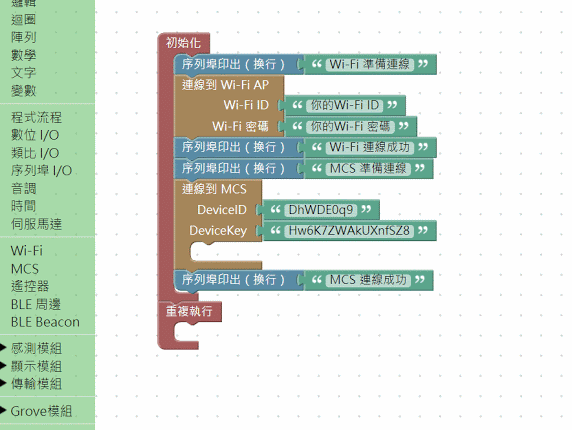 邏輯
迴圈
陣列
數學
文字
變數
程式流程
數位 I/O
類比 I/O
序列埠 I/O
音調
時間
伺服馬達
Wi-Fi
MCS
遙控器
BLE 周邊
BLE Beacon
感測模組
顯示模組
傳輸模組
Grove模組
初始化
序列埠印出（換行） “ Wi-Fi 準備連線 ”
連線到 Wi-Fi AP
Wi-Fi ID “ 你的Wi-Fi ID ”
Wi-Fi 密碼 “ 你的Wi-Fi 密碼 ”
序列埠印出（換行） “ Wi-Fi 連線成功 ”
序列埠印出（換行） “ MCS 準備連線 ”
連線到 MCS
DeviceID “ DhWDE0q9 ”
DeviceKey “ Hw6K7ZWAkUXnfSZ8 ”
序列埠印出（換行） “ MCS 連線成功 ”
重複執行